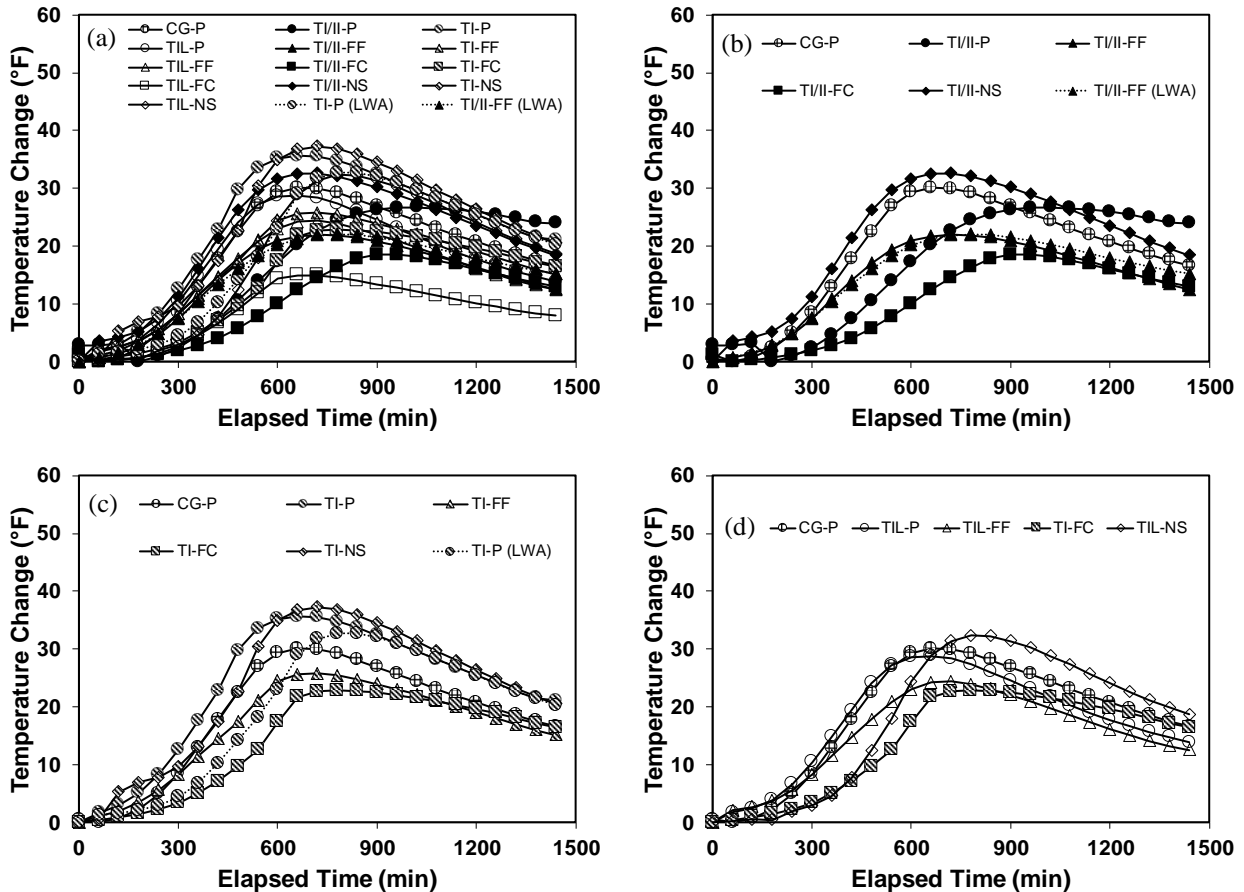 (a)
CG-P TI/II-P TI-P
TIL-P TI/II-FF TI-FF
TIL-FF TI/II-FC TI-FC
TIL-FC TI/II-NS TI-NS
TIL-NS TI-P (LWA) TI/II-FF (LWA)
Temperature Change (°F)
60
50
40
30
20
10
0
0 300 600 900 1200 1500
Elapsed Time (min)
(b)
CG-P TI/II-P TI/II-FF
TI/II-FC TI/II-NS TI/II-FF (LWA)
Temperature Change (°F)
60
50
40
30
20
10
0
0 300 600 900 1200 1500
Elapsed Time (min)
(c)
CG-P TI-P TI-FF
TI-FC TI-NS TI-P (LWA)
Temperature Change (°F)
60
50
40
30
20
10
0
0 300 600 900 1200 1500
Elapsed Time (min)
(d)
CG-P TIL-P TIL-FF TI-FC TIL-NS
Temperature Change (°F)
60
50
40
30
20
10
0
0 300 600 900 1200 1500
Elapsed Time (min)